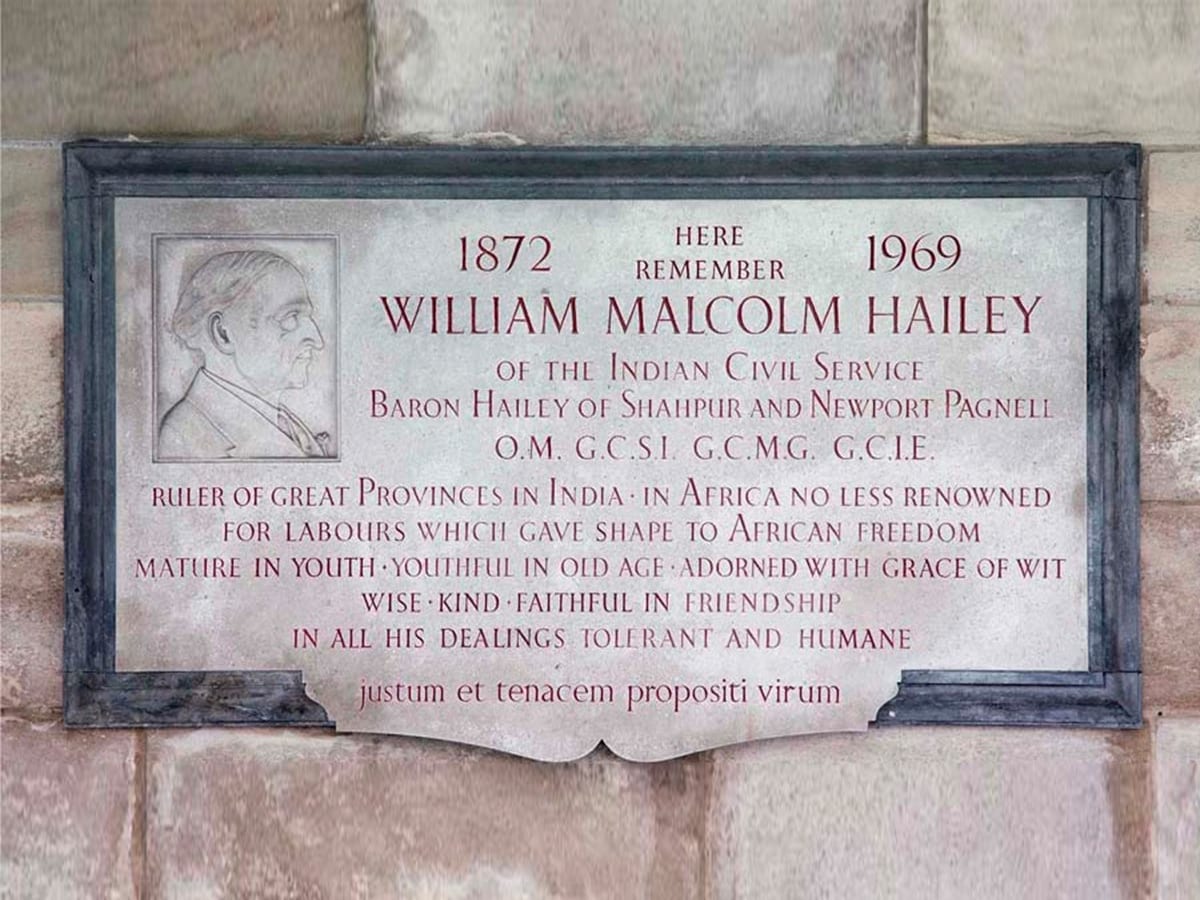 1872 HERE 1969
REMEMBER
WILLIAM MALCOLM HAILEY
OF THE INDIAN CIVIL SERVICE
BARON HAILEY OF SHAHPUR AND NEWPORT PAGNELL
O.M. G.C.S.I. G.C.M.G. G.C.I.E.
RULER OF GREAT PROVINCES IN INDIA · IN AFRICA NO LESS RENOWNED
FOR LABOURS WHICH GAVE SHAPE TO AFRICAN FREEDOM
MATURE IN YOUTH · YOUTHFUL IN OLD AGE · ADORNED WITH GRACE OF WIT
WISE · KIND · FAITHFUL IN FRIENDSHIP
IN ALL HIS DEALINGS TOLERANT AND HUMANE
justum et tenacem propositi virum